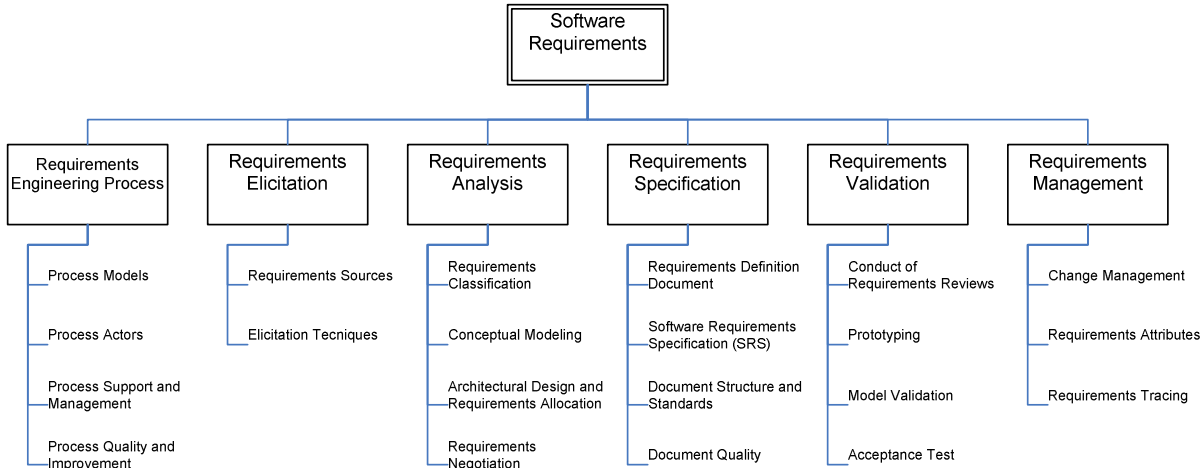 Software
Requirements
Requirements
Engineering Process
Requirements
Elicitation
Requirements
Analysis
Requirements
Specification
Requirements
Validation
Requirements
Management
Process Models
Process Actors
Process Support and
Management
Process Quality and
Improvement
Requirements Sources
Elicitation Tecniques
Requirements
Classification
Conceptual Modeling
Architectural Design and
Requirements Allocation
Requirements
Negotiation
Requirements Definition
Document
Software Requirements
Specification (SRS)
Document Structure and
Standards
Document Quality
Conduct of
Requirements Reviews
Prototyping
Model Validation
Acceptance Test
Change Management
Requirements Attributes
Requirements Tracing